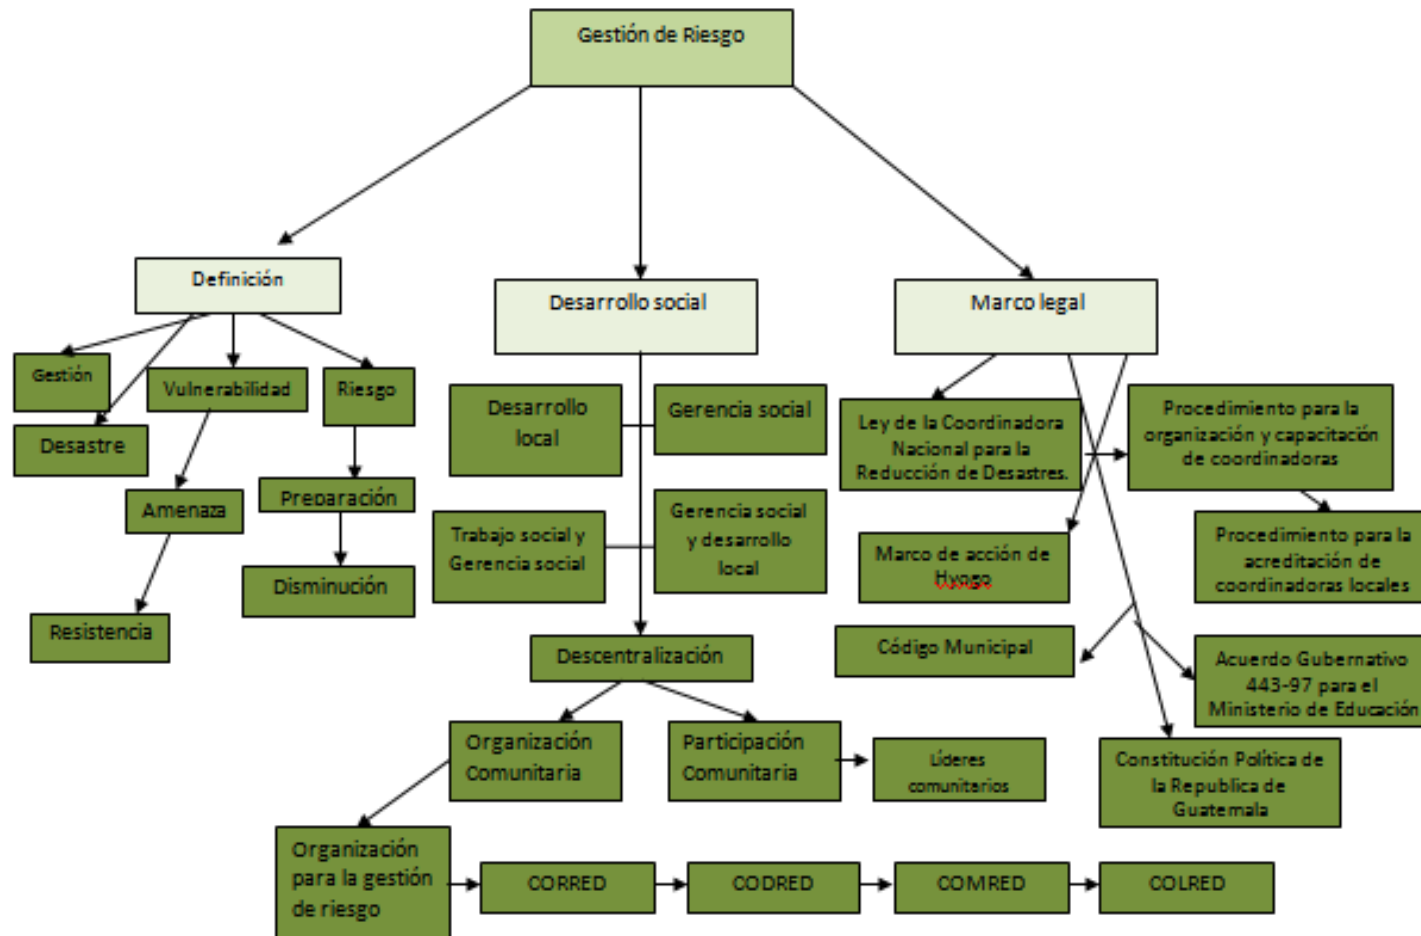 Gestión de Riesgo
Definición
Desarrollo social
Marco legal
Gestión
Desastre
Vulnerabilidad
Riesgo
Amenaza
Preparación
Resistencia
Disminución
Desarrollo
local
Gerencia social
Trabajo social y
Gerencia social
Gerencia social
y desarrollo
local
Descentralización
Organización
Comunitaria
Participación
Comunitaria
Líderes
comunitarios
Organización
para la gestión
de riesgo
CORRED
CODRED
COMRED
COLRED
Ley de la Coordinadora
Nacional para la
Reducción de Desastres.
Procedimiento para la
organización y capacitación
de coordinadoras
Marco de acción de
Hyogo
Procedimiento para la
acreditación de
coordinadoras locales
Código Municipal
Acuerdo Gubernativo
443-97 para el
Ministerio de Educación
Constitución Política de
la Republica de
Guatemala